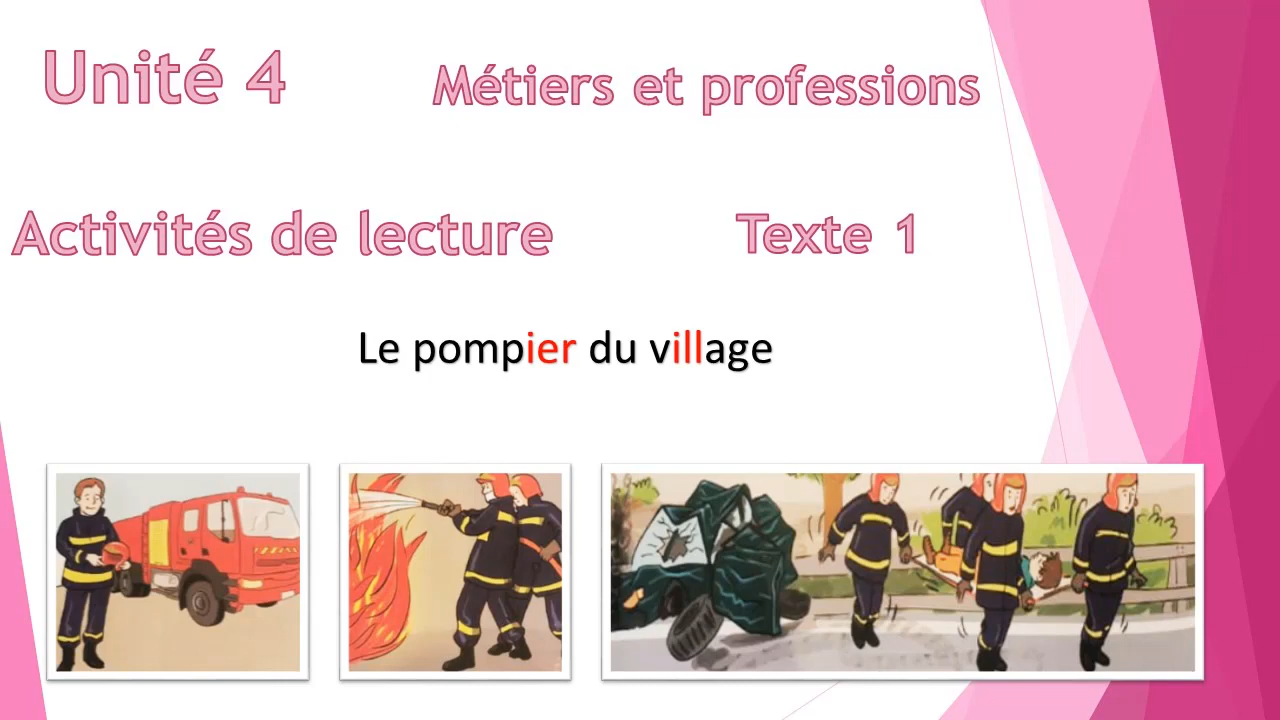 Unité 4
Métiers et professions
Activités de lecture
Texte 1
Le pompier du village